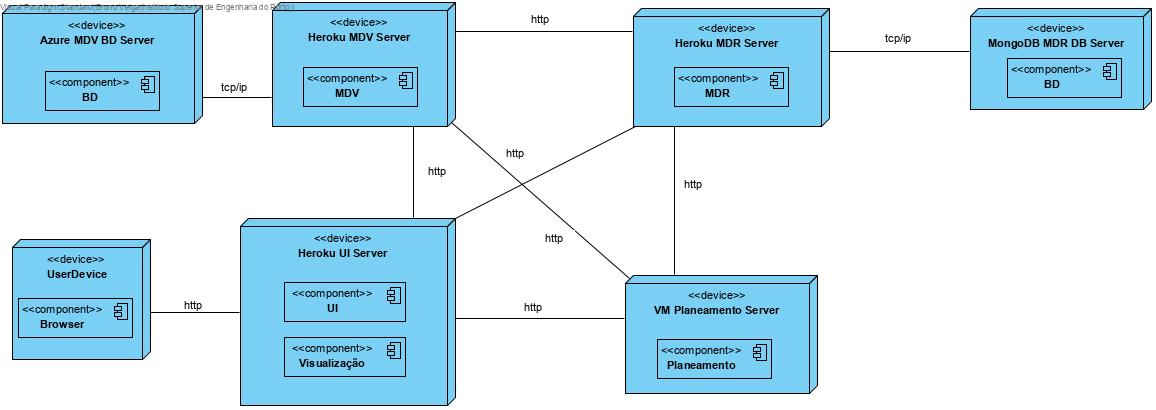 Visual Paradigm Standard(Bruno Veiga(Instituto Superior de Engenharia do Porto))
<<device>>
Azure MDV BD Server
<<component>>
BD
tcp/ip
<<device>>
Heroku MDV Server
<<component>>
MDV
http
<<device>>
Heroku MDR Server
<<component>>
MDR
tcp/ip
<<device>>
MongoDB MDR DB Server
<<component>>
BD
http
http
http
http
<<device>>
UserDevice
<<component>>
Browser
http
<<device>>
Heroku UI Server
<<component>>
UI
<<component>>
Visualização
http
<<device>>
VM Planeamento Server
<<component>>
Planeamento